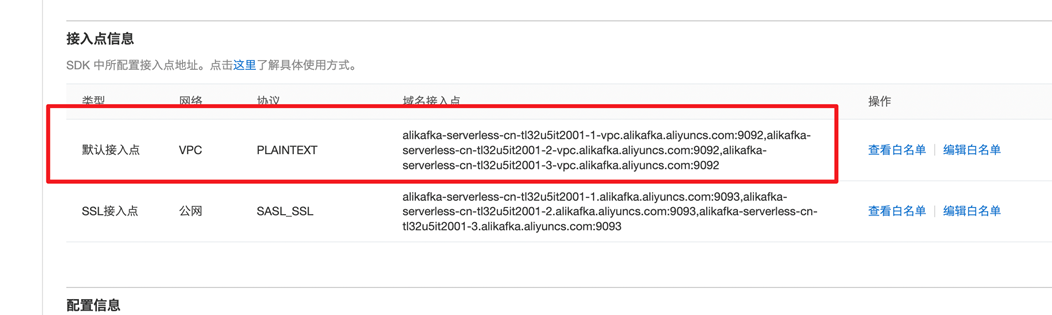 接入点信息
SDK 中所配置接入点地址。点击这里了解具体使用方式。
类型 网络 协议 域名接入点 操作
alikafka-serverless-cn-tl32u5it2001-1-vpc.alikafka.aliyuncs.com:9092,alikafka-
默认接入点 VPC PLAINTEXT serverless-cn-tl32u5it2001-2-vpc.alikafka.aliyuncs.com:9092,alikafka- 查看白名单 编辑白名单
serverless-cn-tl32u5it2001-3-vpc.alikafka.aliyuncs.com:9092
alikafka-serverless-cn-tl32u5it2001-1.alikafka.aliyuncs.com:9093,alikafka-
SSL接入点 公网 SASL_SSL serverless-cn-tl32u5it2001-2.alikafka.aliyuncs.com:9093,alikafka-serverless-cn- 查看白名单 编辑白名单
tl32u5it2001-3.alikafka.aliyuncs.com:9093
配置信息